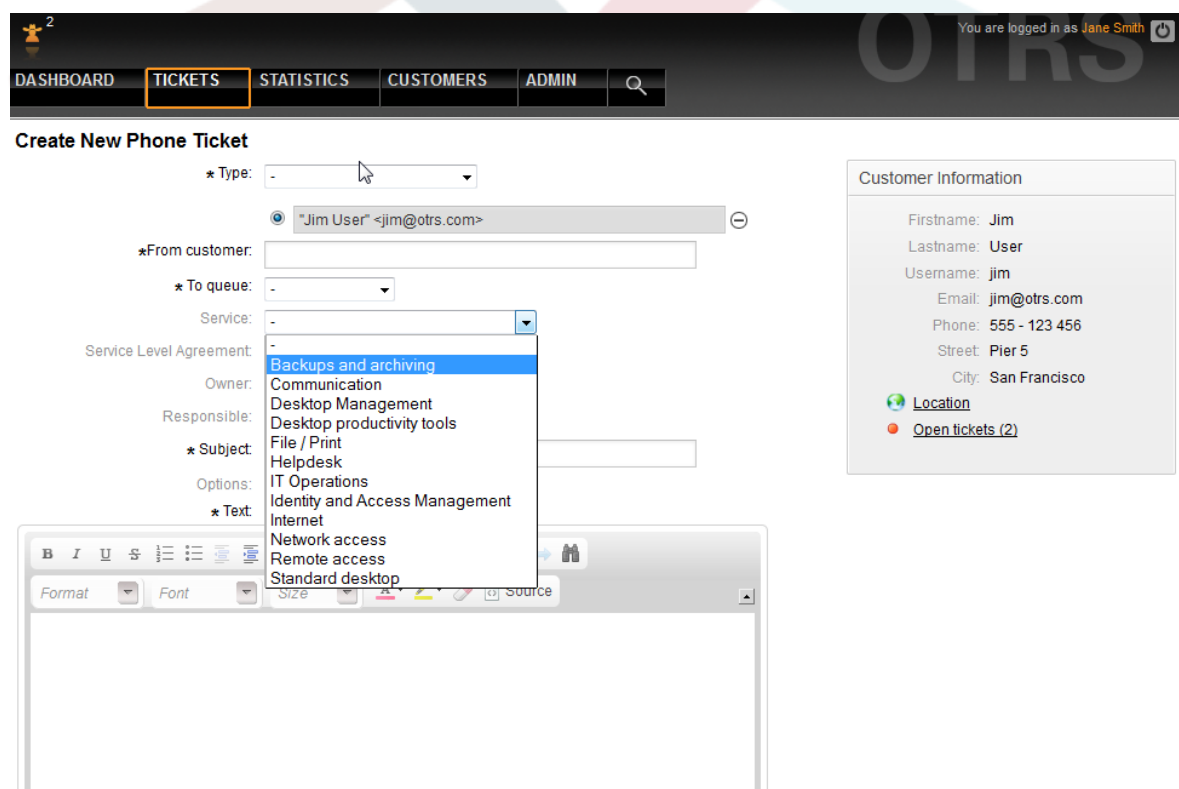 2
You are logged in as Jane Smith
OTRS
DASHBOARD TICKETS STATISTICS CUSTOMERS ADMIN
Create New Phone Ticket
* Type: -
"Jim User" <jim@otrs.com>
*From customer:
* To queue: -
Service: -
Service Level Agreement:
Owner:
Responsible:
* Subject:
Options:
* Text:
-
Backups and archiving
Communication
Desktop Management
Desktop productivity tools
File / Print
Helpdesk
IT Operations
Identity and Access Management
Internet
Network access
Remote access
Standard desktop
B I U S
Format Font Size A Source
Customer Information
Firstname: Jim
Lastname: User
Username: jim
Email: jim@otrs.com
Phone: 555 - 123 456
Street: Pier 5
City: San Francisco
Location
Open tickets (2)